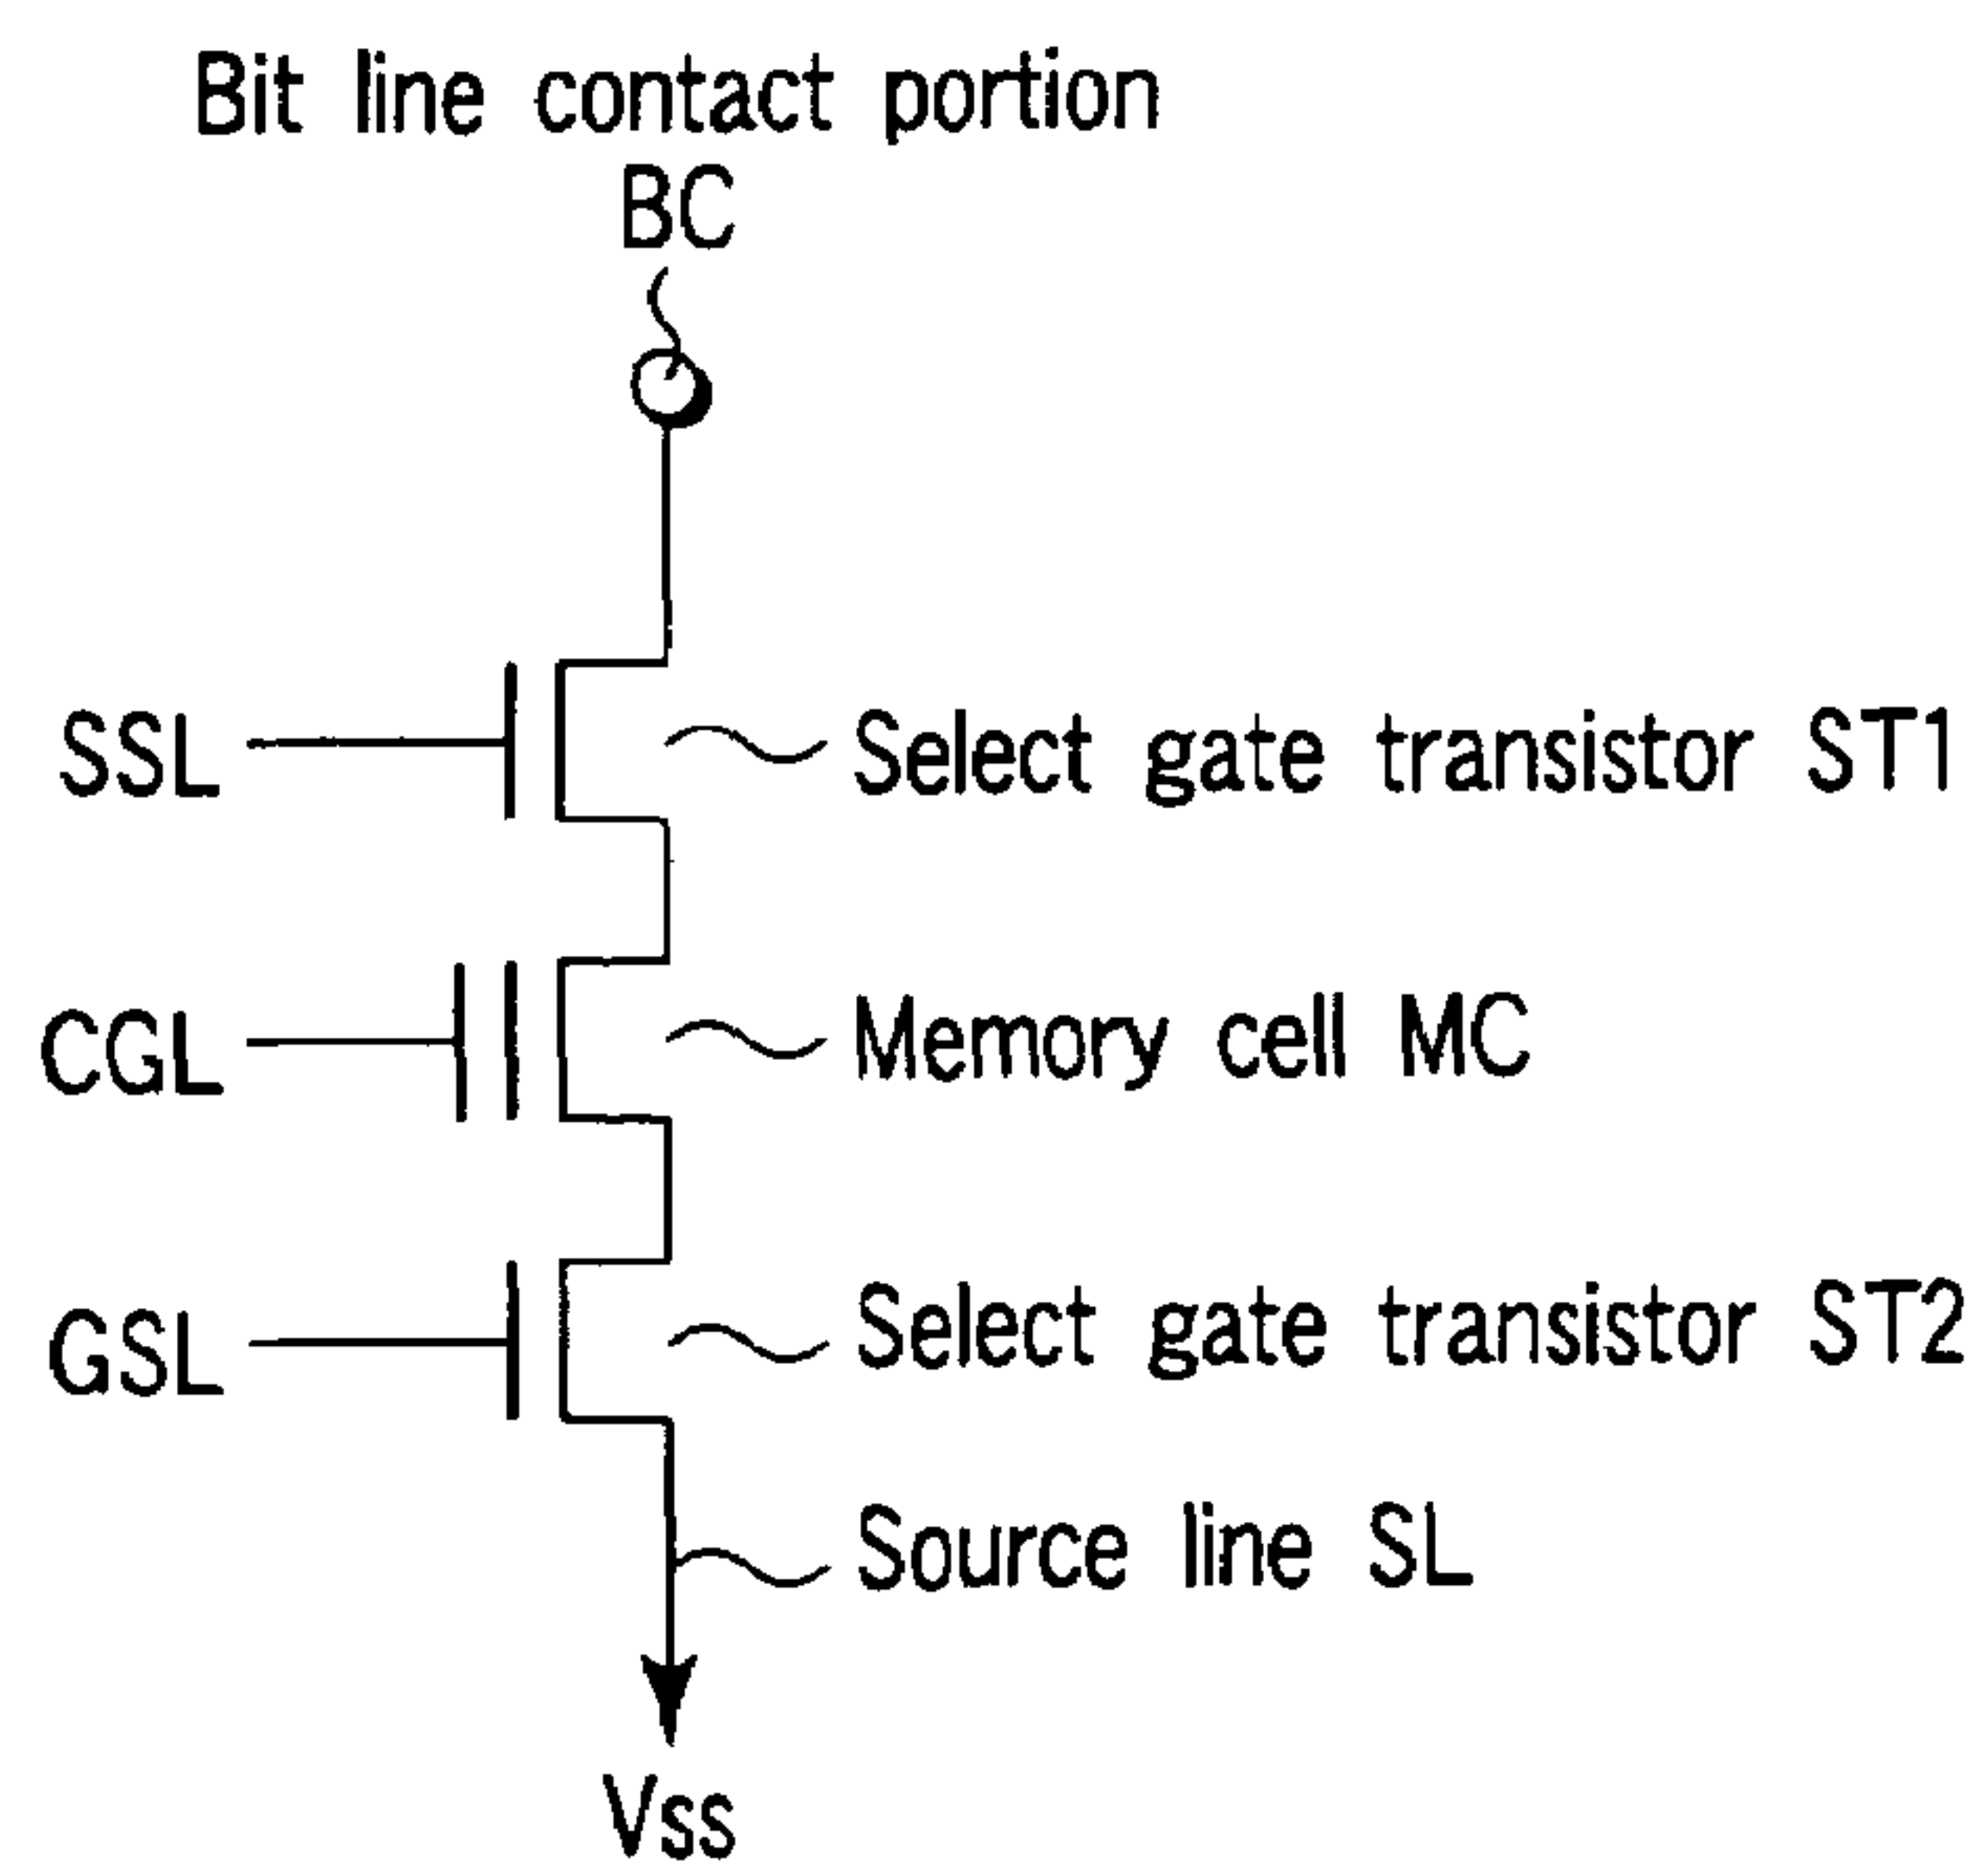 Bit line contact portion
BC
SSL
Select gate transistor ST1
CGL
Memory cell MC
GSL
Select gate transistor ST2
Source line SL
Vss